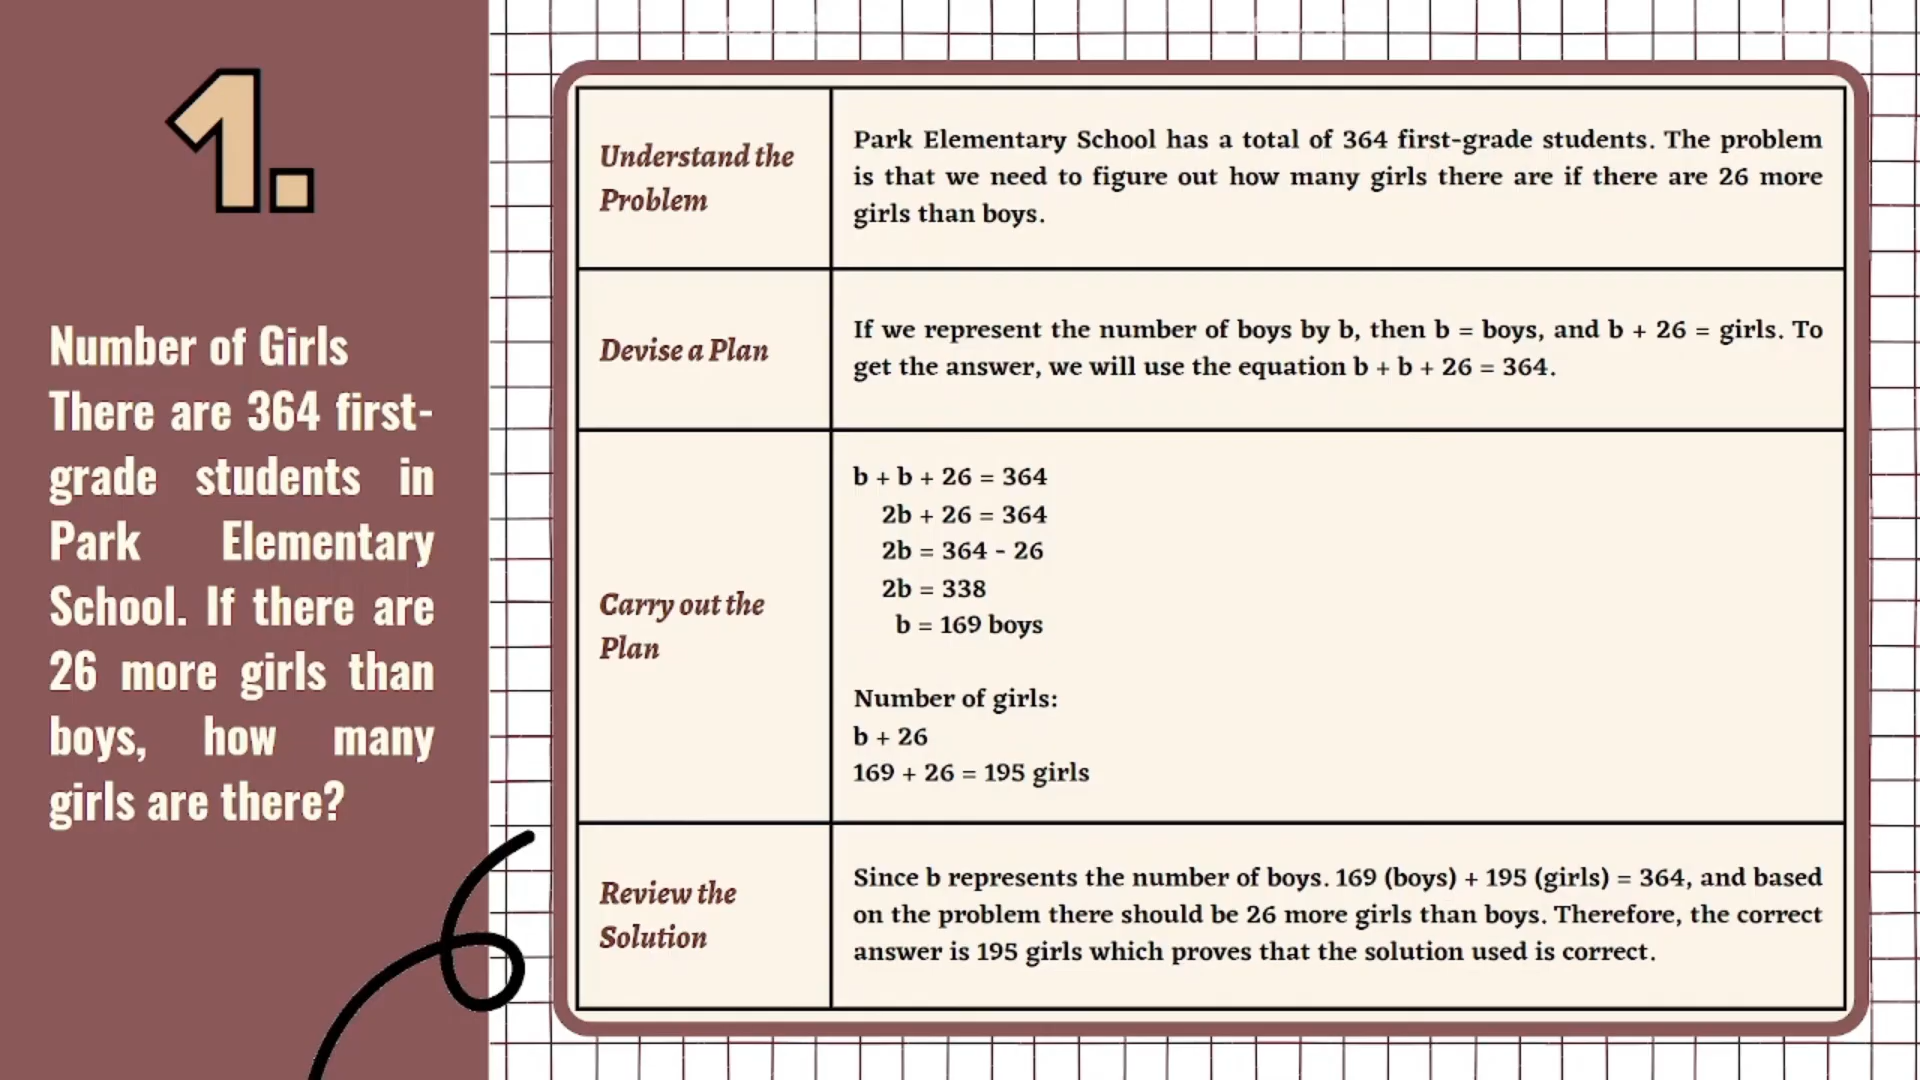 1.
Number of Girls
There are 364 first-
grade students in
Park Elementary
School. If there are
26 more girls than
boys, how many
girls are there?
Understand the
Problem
Park Elementary School has a total of 364 first-grade students. The problem
is that we need to figure out how many girls there are if there are 26 more
girls than boys.
Devise a Plan
If we represent the number of boys by b, then b = boys, and b + 26 = girls. To
get the answer, we will use the equation b + b + 26 = 364.
Carry out the
Plan
b + b + 26 = 364
2b + 26 = 364
2b = 364 - 26
2b = 338
b = 169 boys
Number of girls:
b + 26
169 + 26 = 195 girls
Review the
Solution
Since b represents the number of boys. 169 (boys) + 195 (girls) = 364, and based
on the problem there should be 26 more girls than boys. Therefore, the correct
answer is 195 girls which proves that the solution used is correct.